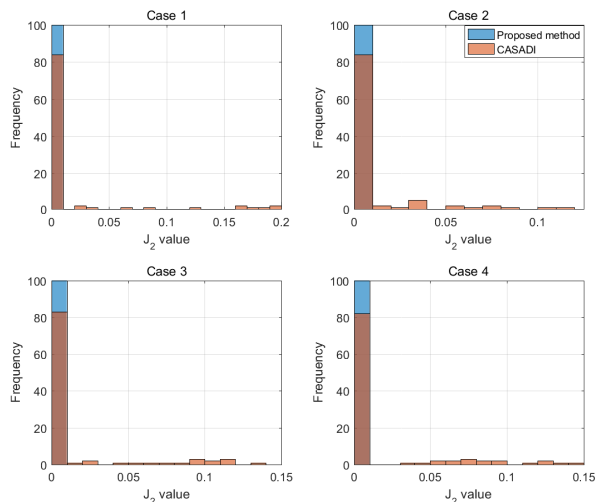 Case 1
100
80
60
40
20
0
Frequency
0 0.05 0.1 0.15 0.2
J2 value
Case 2
Proposed method
CASADI
100
80
60
40
20
0
Frequency
0 0.05 0.1
J2 value
Case 3
100
80
60
40
20
0
Frequency
0 0.05 0.1 0.15
J2 value
Case 4
100
80
60
40
20
0
Frequency
0 0.05 0.1 0.15
J2 value